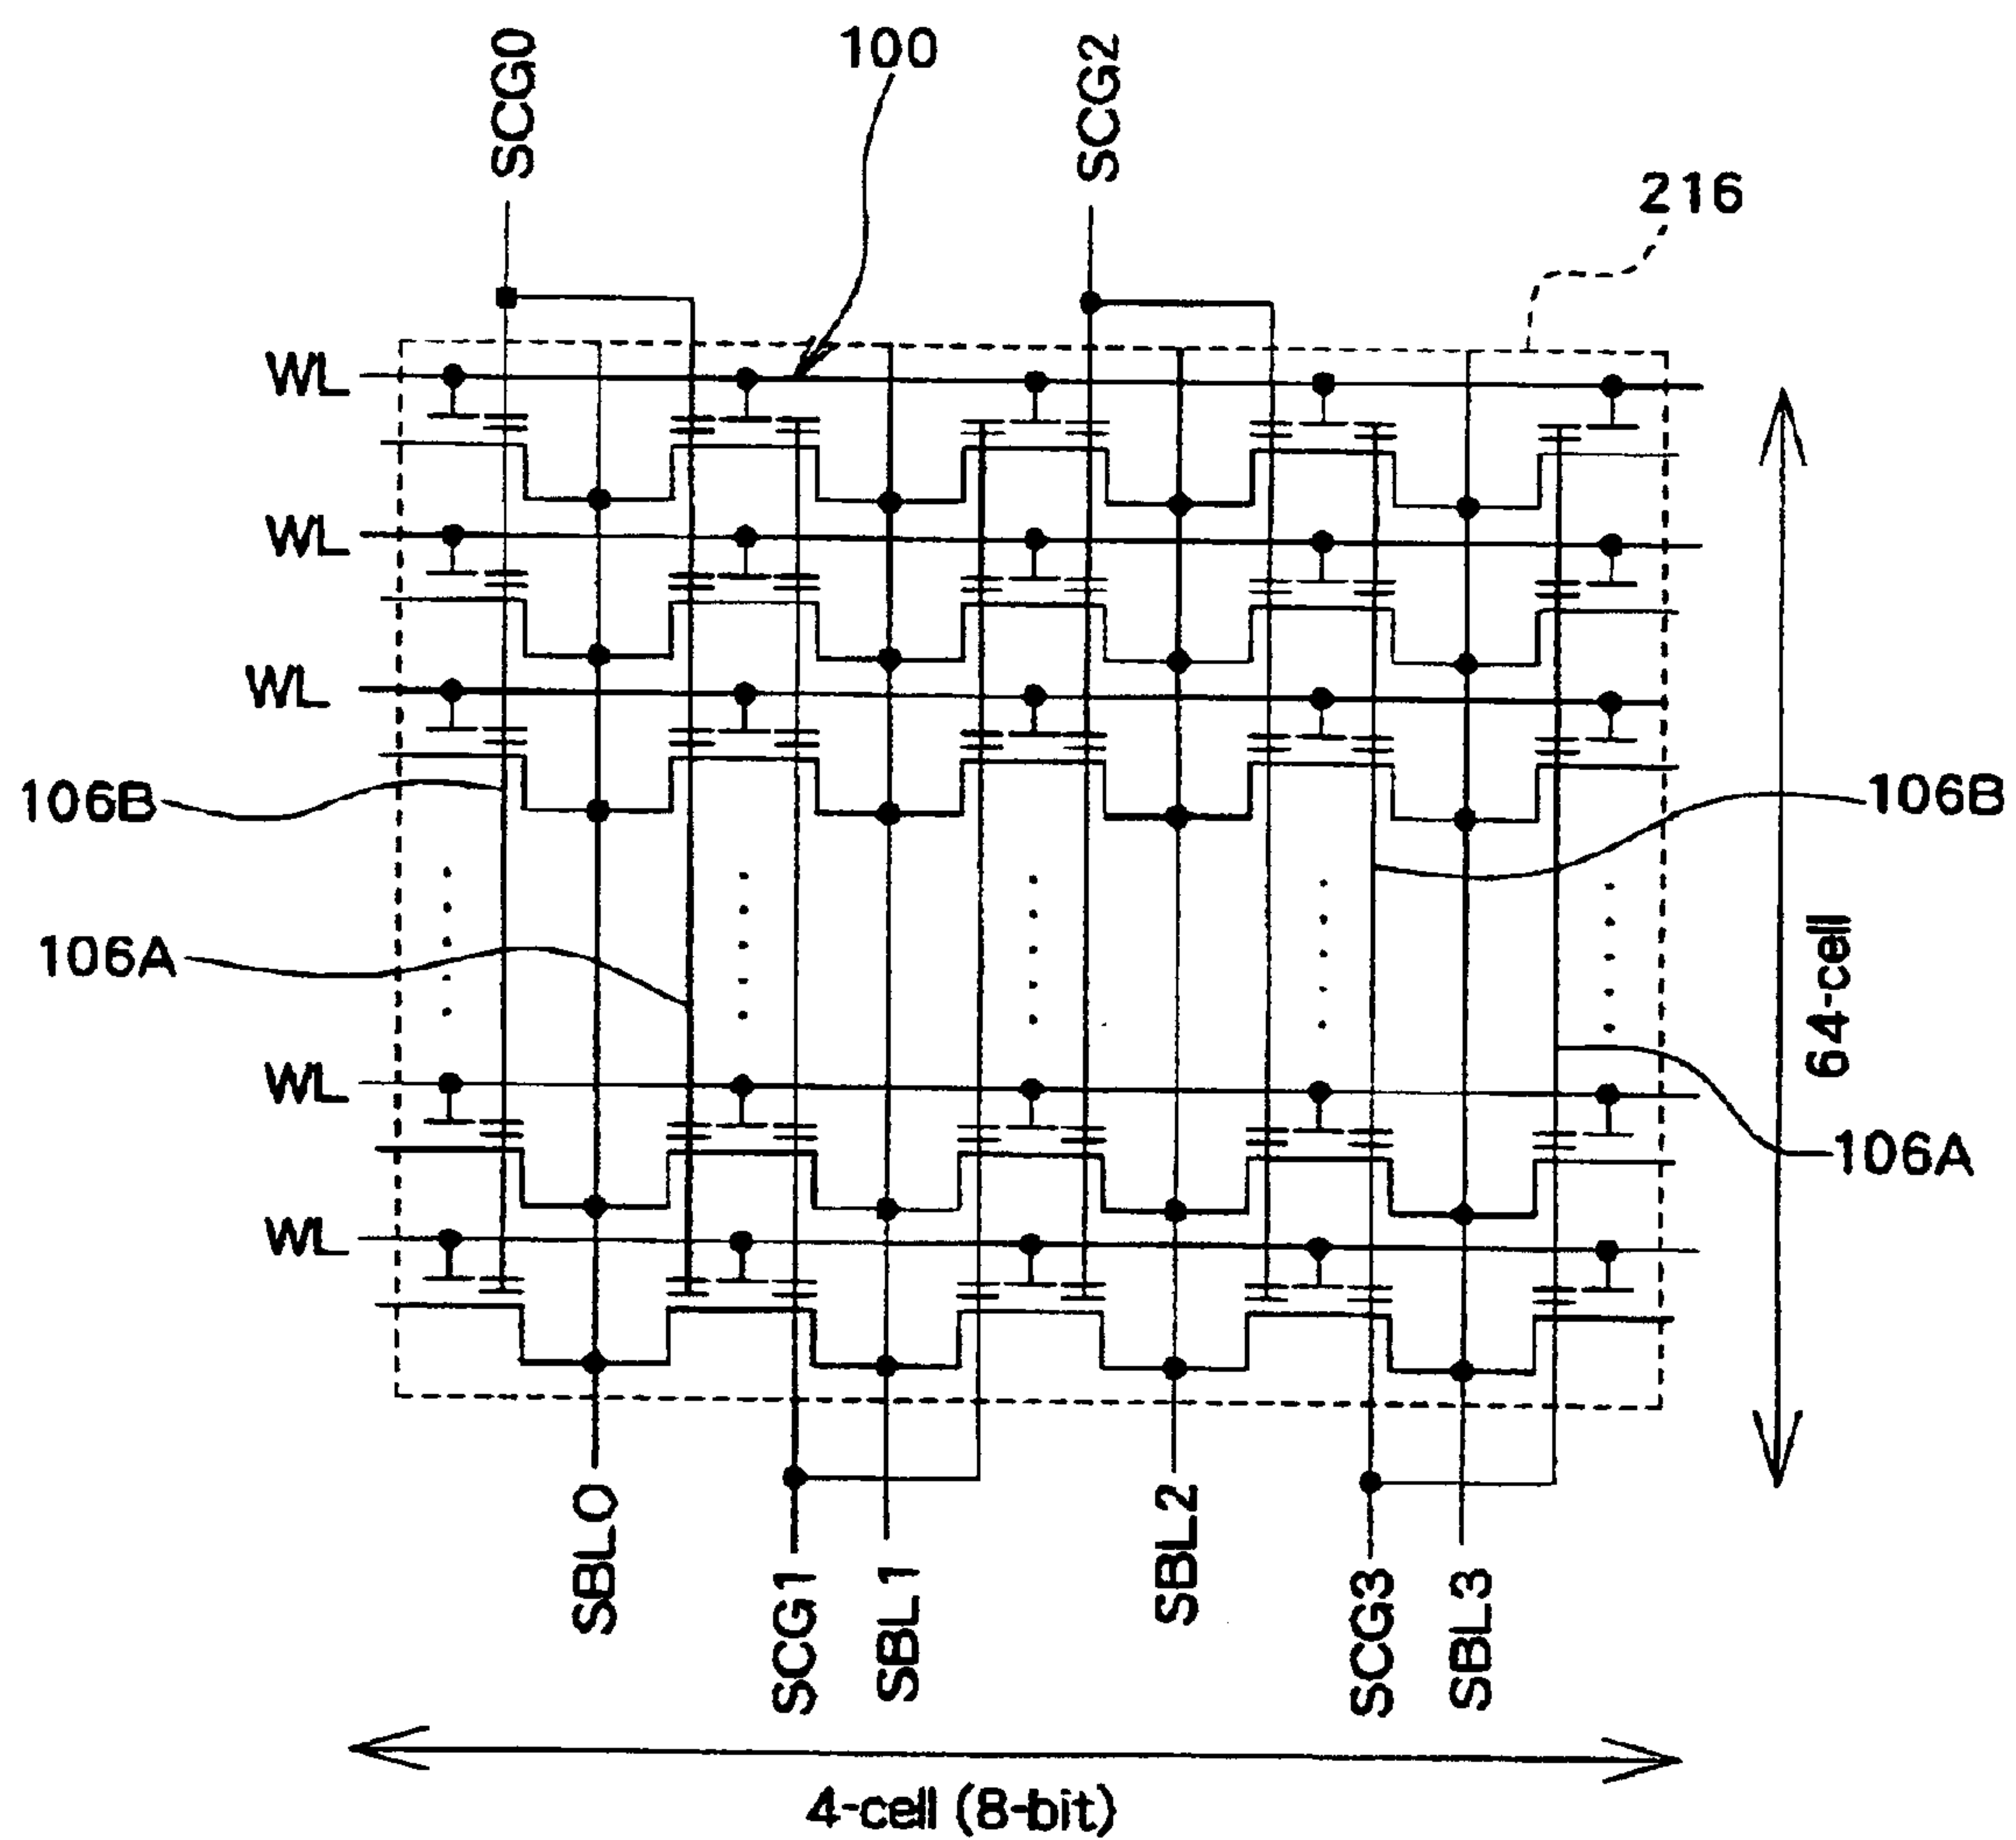 SCG0
100
SCG2
216
WL
WL
WL
106B
106B
106A
64-cell
WL
106A
WL
SBL0
SCG1
SBL1
SBL2
SCG3
SBL3
4-cell (8-bit)